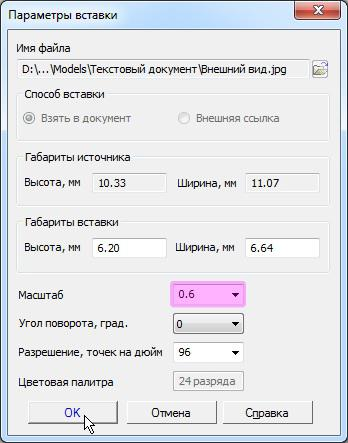 Параметры вставки
Имя файла
D:\...\Models\Текстовый документ\Внешний вид.jpg
Способ вставки
Взять в документ Внешняя ссылка
Габариты источника
Высота, мм 10.33 Ширина, мм 11.07
Габариты вставки
Высота, мм 6.20 Ширина, мм 6.64
Масштаб 0.6
Угол поворота, град. 0
Разрешение, точек на дюйм 96
Цветовая палитра 24 разряда
OK Отмена Справка